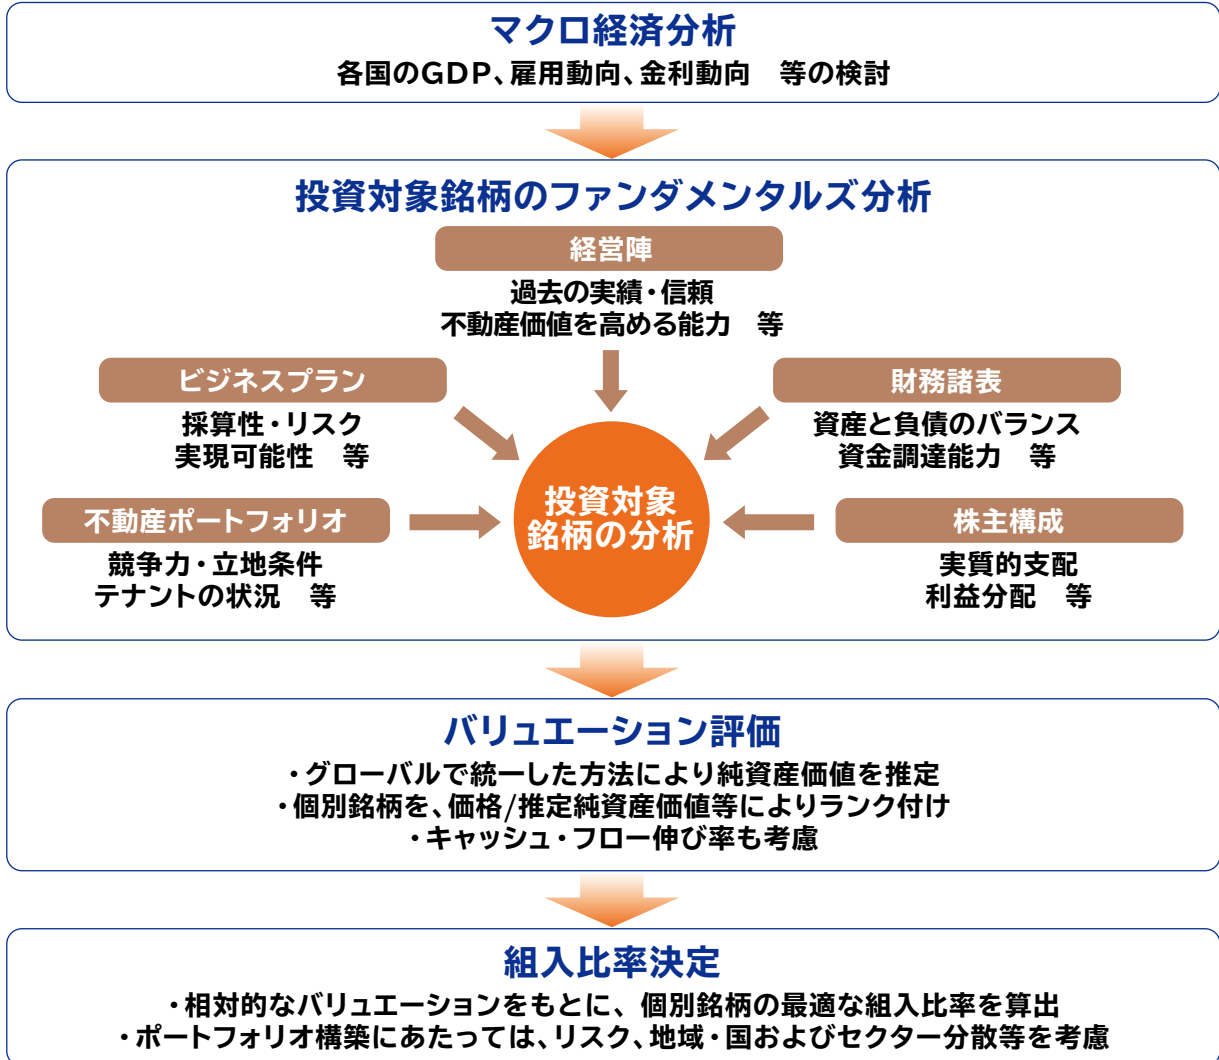 マクロ経済分析
各国のGDP、雇用動向、金利動向　等の検討
投資対象銘柄のファンダメンタルズ分析
経営陣
過去の実績・信頼
不動産価値を高める能力　等
ビジネスプラン
採算性・リスク
実現可能性　等
財務諸表
資産と負債のバランス
資金調達能力　等
不動産ポートフォリオ
競争力・立地条件
テナントの状況　等
投資対象
銘柄の分析
株主構成
実質的支配
利益分配　等
バリュエーション評価
・グローバルで統一した方法により純資産価値を推定
・個別銘柄を、価格/推定純資産価値等によりランク付け
・キャッシュ・フロー伸び率も考慮
組入比率決定
・相対的なバリュエーションをもとに、個別銘柄の最適な組入比率を算出
・ポートフォリオ構築にあたっては、リスク、地域・国およびセクター分散等を考慮